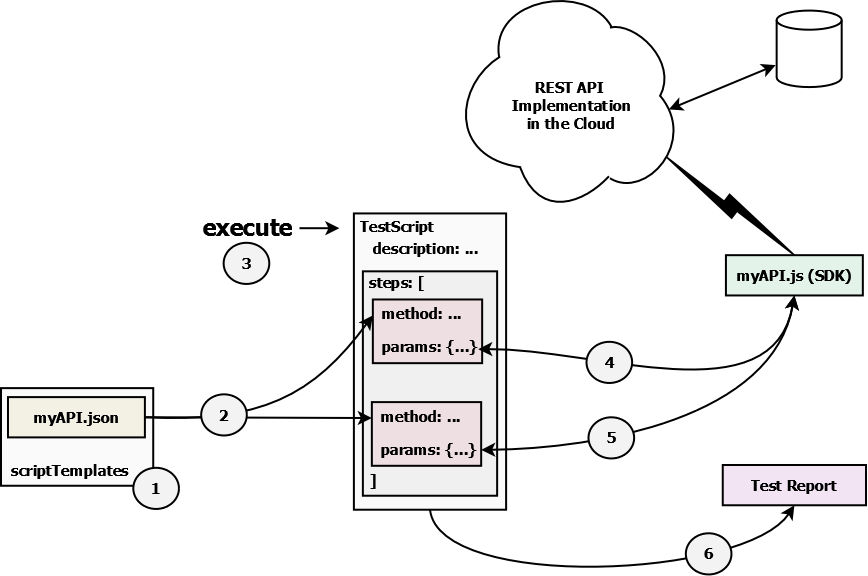 REST API
Implementation
in the Cloud
execute
3
TestScript
description: ...
steps: [
method: ...
params: {...}
method: ...
params: {...}
]
myAPI.js (SDK)
4
5
2
myAPI.json
scriptTemplates
1
Test Report
6